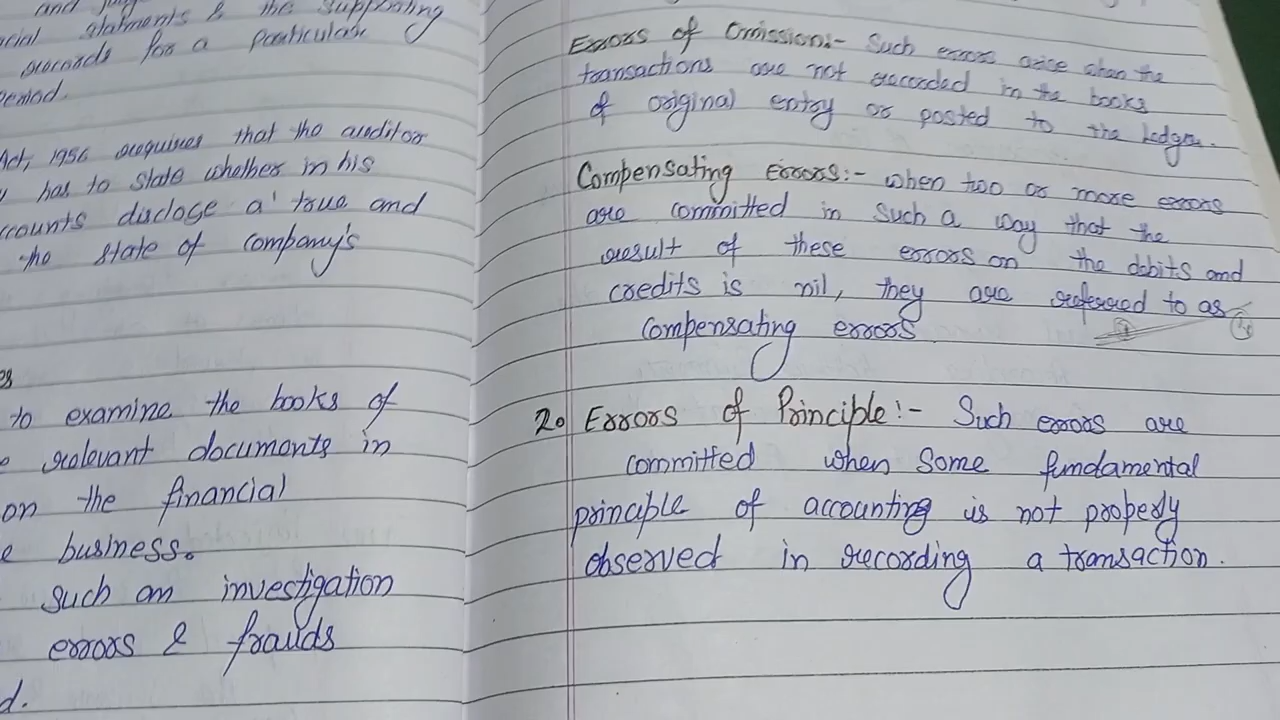 and
ocial statments & the supporting
records for a particular
Period.
Act, 1956 requires that the auditor
has to state whether in his
ccounts disclose a true and
the state of company's
es
to examine the books of
relevant documents in
on the financial
business.
such an investigation
errors & frauds
d.
Errors of Omission:- Such errors arise when the
transactions are not recorded in the books
of original entry or posted to the ledger.
Compensating Errors:- when two or more errors
are committed in such a way that the
result of these errors on the debits and
credits is nil, they are referred to as
compensating errors
2. Errors of Principle:- Such errors are
committed when some fundamental
principle of accounting is not properly
observed in recording a transaction.